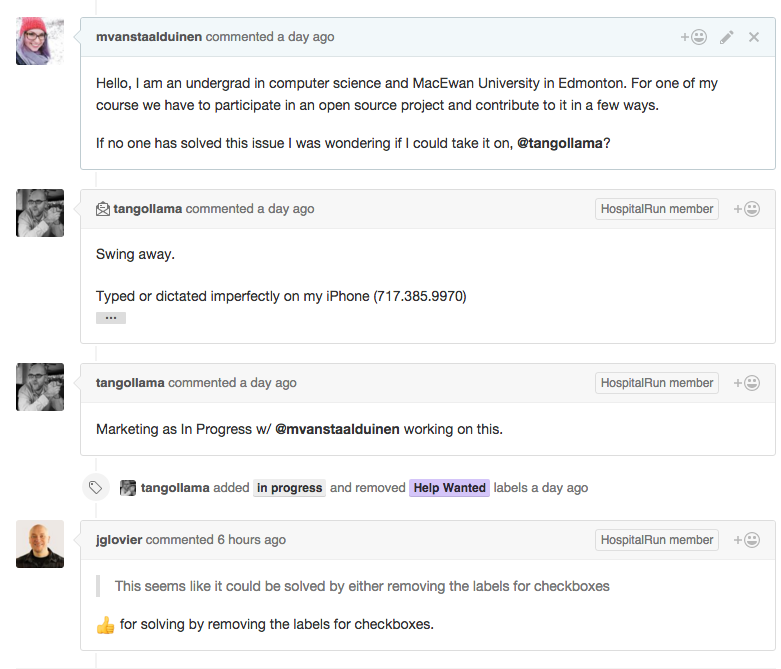 mvanstaalduinen commented a day ago
Hello, I am an undergrad in computer science and MacEwan University in Edmonton. For one of my
course we have to participate in an open source project and contribute to it in a few ways.
If no one has solved this issue I was wondering if I could take it on, @tangollama?
tangollama commented a day ago HospitalRun member
Swing away.
Typed or dictated imperfectly on my iPhone (717.385.9970)
...
tangollama commented a day ago HospitalRun member
Marketing as In Progress w/ @mvanstaalduinen working on this.
tangollama added in progress and removed Help Wanted labels a day ago
jglovier commented 6 hours ago HospitalRun member
This seems like it could be solved by either removing the labels for checkboxes
👍 for solving by removing the labels for checkboxes.